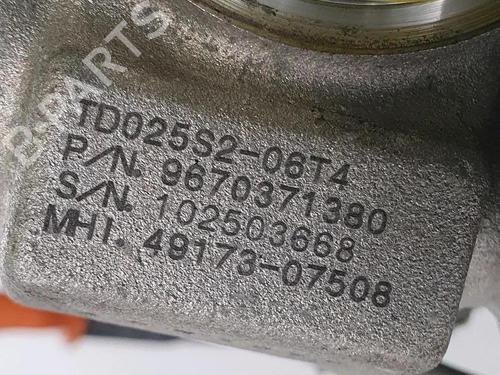 B-PARTS
TD025S2-06T4
P/N. 9670371380
S/N. 102503668
MHI. 49173-07508